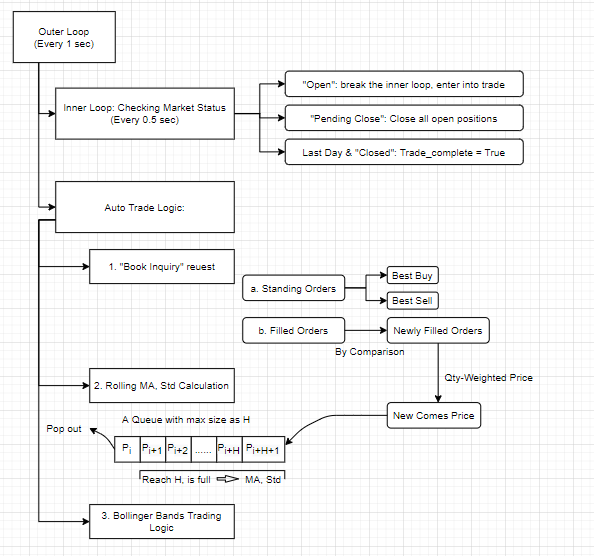 Outer Loop
(Every 1 sec)
Inner Loop: Checking Market Status
(Every 0.5 sec)
"Open": break the inner loop, enter into trade
"Pending Close": Close all open positions
Last Day & "Closed": Trade_complete = True
Auto Trade Logic:
1. "Book Inquiry" reuest
a. Standing Orders
Best Buy
Best Sell
b. Filled Orders
Newly Filled Orders
By Comparison
Qty-Weighted Price
2. Rolling MA, Std Calculation
New Comes Price
A Queue with max size as H
Pop out
Pi Pi+1 Pi+2 ...... Pi+H Pi+H+1
Reach H, is full MA, Std
3. Bollinger Bands Trading
Logic